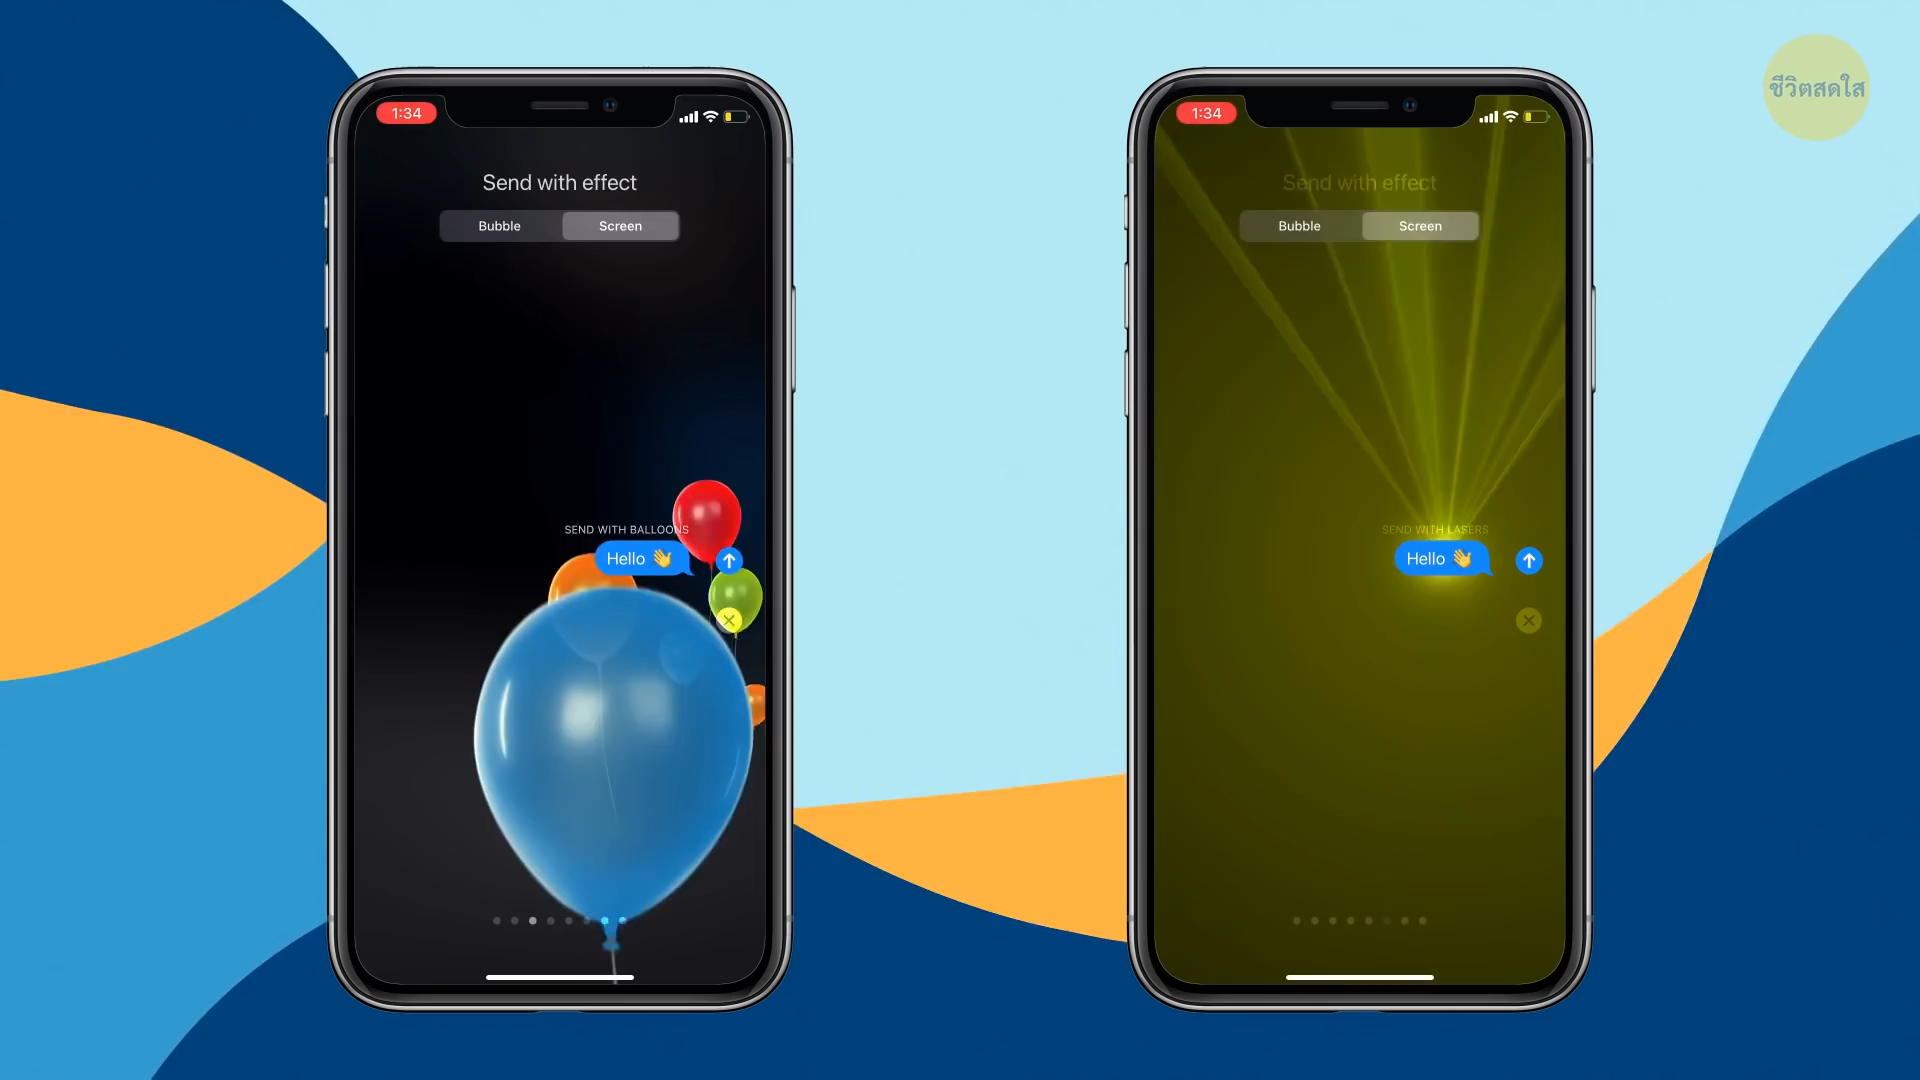 1:34
Send with effect
Bubble
Screen
SEND WITH BALLOONS
Hello 👋
1:34
Send with effect
Bubble
Screen
SEND WITH LASERS
Hello 👋
ชีวิตสดใส